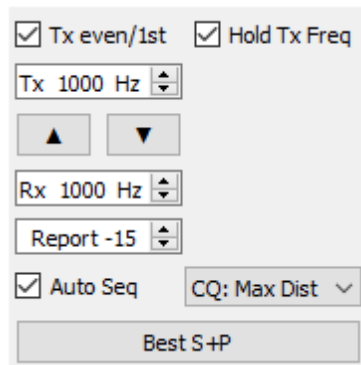 Tx even/1st Hold Tx Freq
Tx 1000 Hz
▲ ▼
Rx 1000 Hz
Report -15
Auto Seq CQ: Max Dist
Best S+P